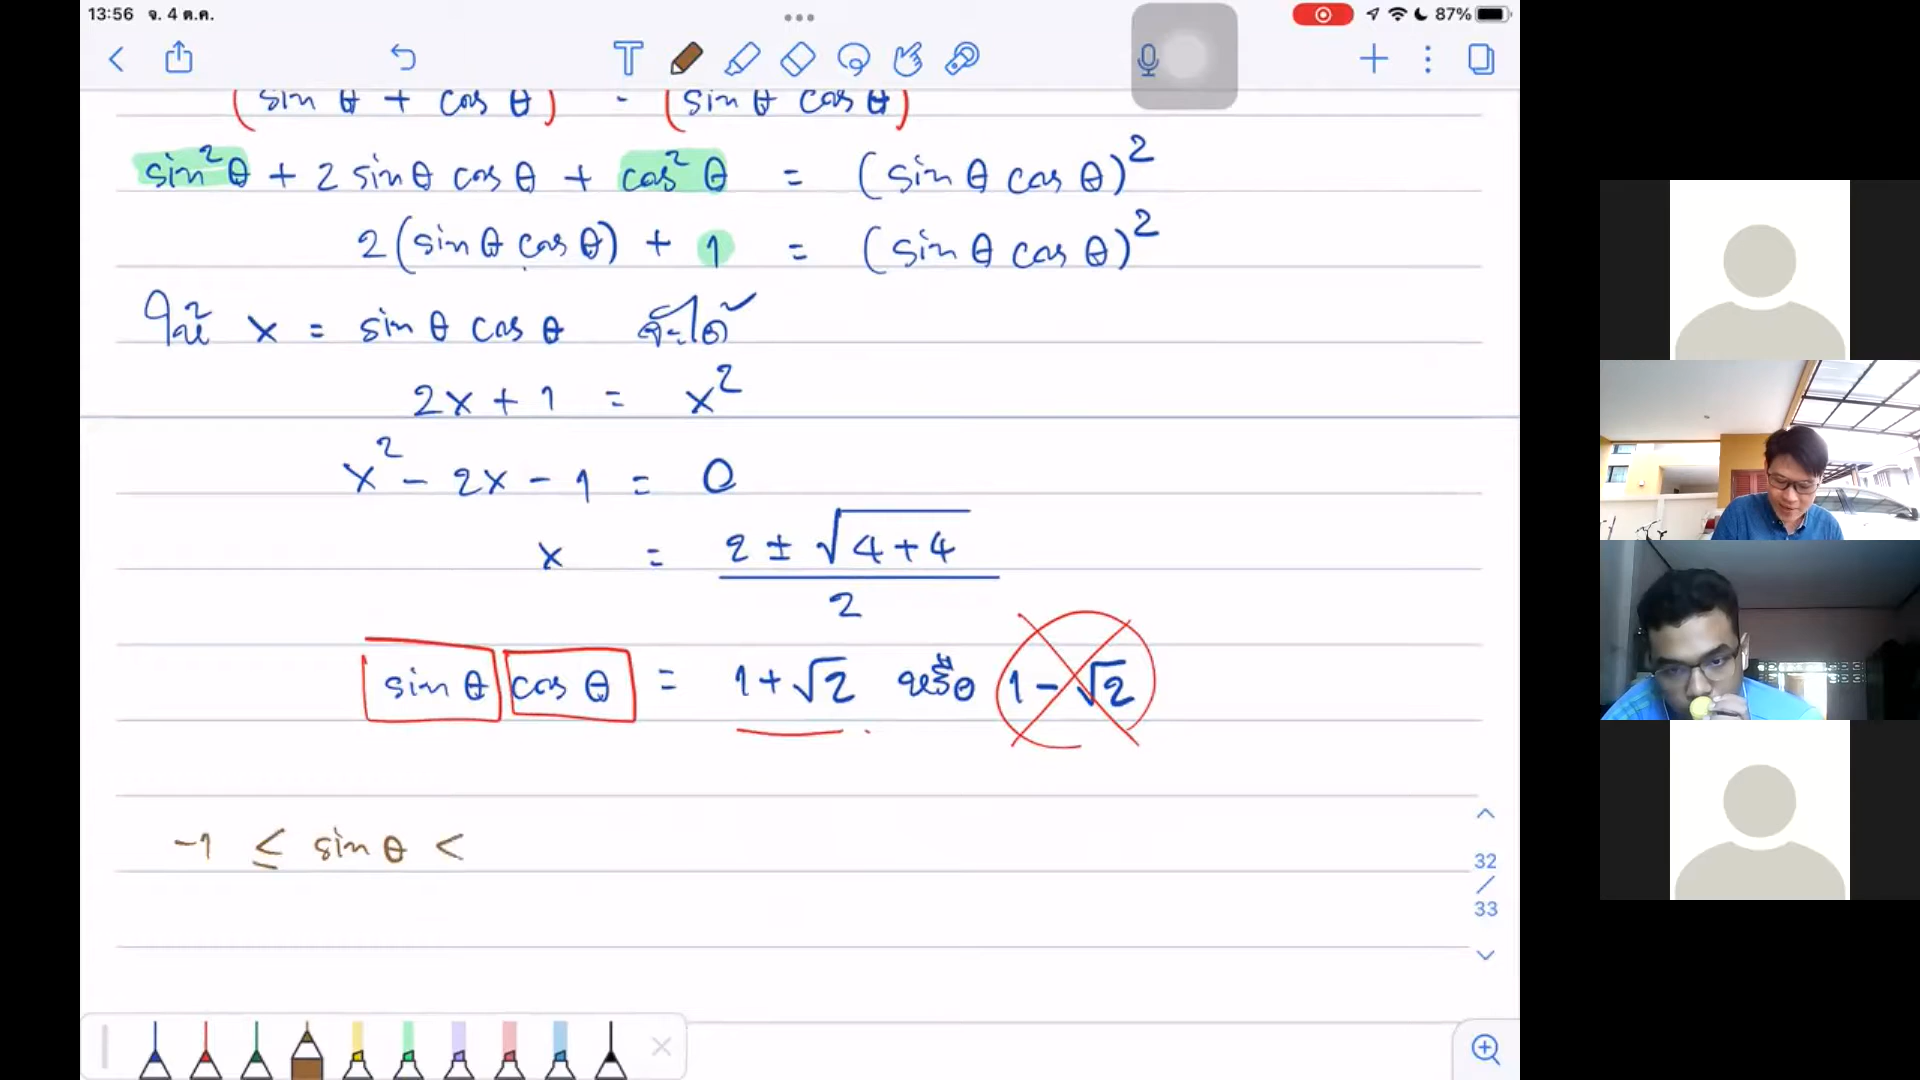 13:56 จ. 4 ต.ค. 87%
(sin θ + cos θ) = (sin θ cos θ)
sin²θ + 2 sin θ cos θ + cos² θ = (sin θ cos θ)²
2(sin θ cos θ) + 1 = (sin θ cos θ)²
ให้ x = sin θ cos θ จะได้
2x + 1 = x²
x² - 2x - 1 = 0
x = (2 ± √(4+4)) / 2
sin θ cos θ = 1 + √2 หรือ 1 - √2
-1 ≤ sin θ <
32
/
33